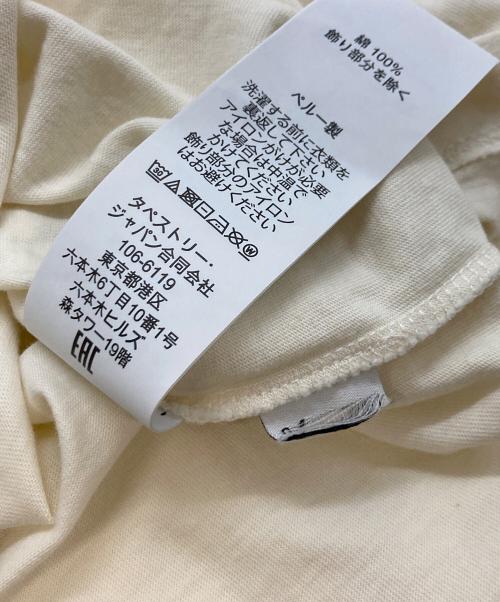 綿 100%
飾り部分を除く
ペルー製
洗濯する前に衣類を
裏返して下さい
アイロンがけが必要
な場合は中温で
かけてください
飾り部分のアイロン
はお避けください
タペストリー・
ジャパン合同会社
106-6119
東京都港区
六本木6丁目10番1号
六本木ヒルズ
森タワー19階
EAC